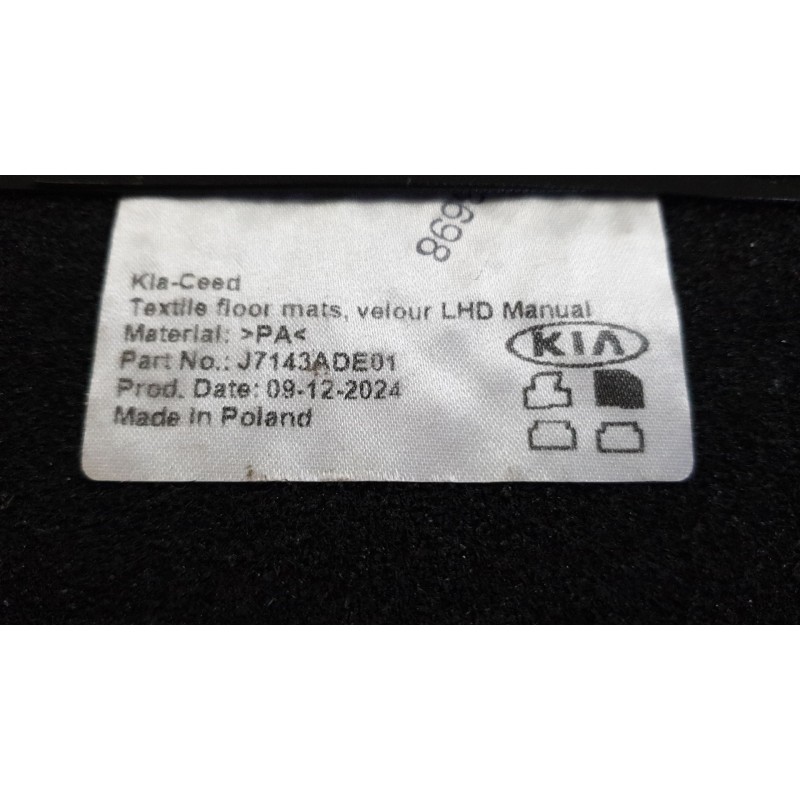 Kia-Ceed
Textile floor mats, velour LHD Manual
Material: >PA<
Part No.: J7143ADE01
Prod. Date: 09-12-2024
Made in Poland
KIA